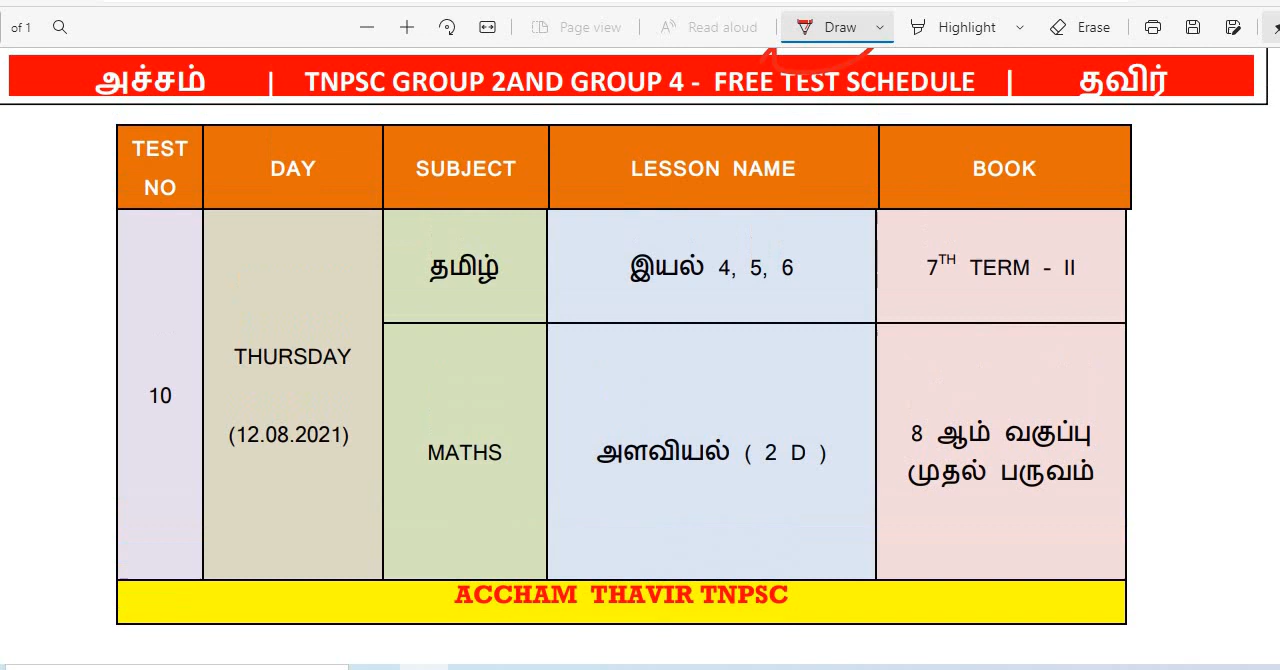 of 1
Page view
Read aloud
Draw
Highlight
Erase
அச்சம் | TNPSC GROUP 2AND GROUP 4 - FREE TEST SCHEDULE | தவிர்
TEST NO
DAY
SUBJECT
LESSON NAME
BOOK
10
THURSDAY
(12.08.2021)
தமிழ்
இயல் 4, 5, 6
7TH TERM - II
MATHS
அளவியல் ( 2 D )
8 ஆம் வகுப்பு
முதல் பருவம்
ACCHAM THAVIR TNPSC